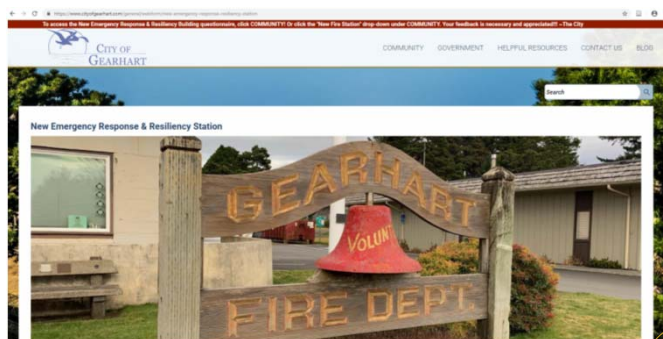 To access the New Emergency Response & Resiliency Building questionnaire, click COMMUNITY! Or click the "New Fire Station" drop-down under COMMUNITY. Your feedback is necessary and appreciated!!! ~The City
CITY OF
GEARHART
COMMUNITY GOVERNMENT HELPFUL RESOURCES CONTACT US BLOG
Search
New Emergency Response & Resiliency Station
GEARHART
VOLUNT
FIRE DEPT.